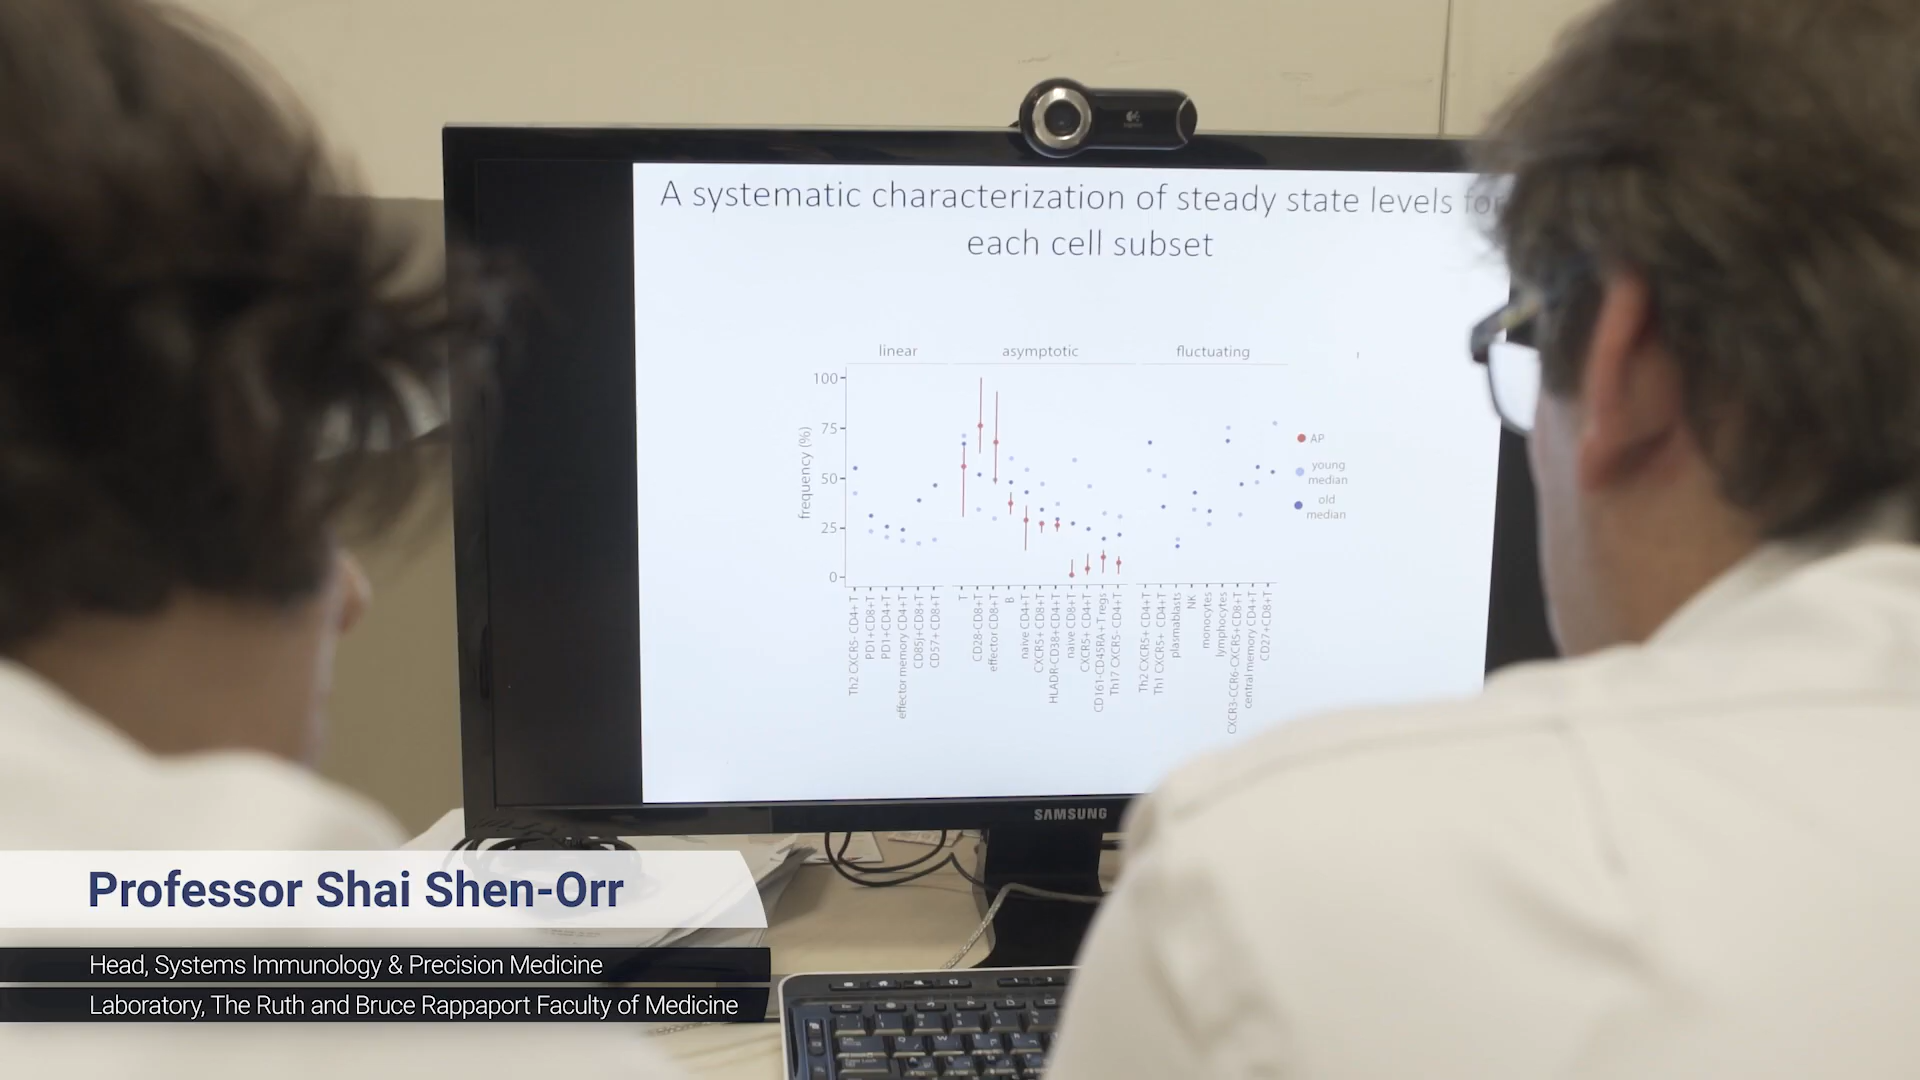 A systematic characterization of steady state levels for
each cell subset
linear
asymptotic
fluctuating
100
75
50
25
0
frequency (%)
AP
young
median
old
median
Th2 CXCR5- CD4+T
PD1+CD8+T
PD1+CD4+T
effector memory CD4+T
CD85j+CD8+T
CD57+CD8+T
T
CD28-CD8+T
effector CD8+T
B
naive CD4+T
CXCR5+ CD8+T
HLADR-CD38+CD4+T
naive CD8+T
CXCR5+ CD4+T
CD161-CD45RA+T regs
Th17 CXCR5- CD4+T
Th2 CXCR5+ CD4+T
Th1 CXCR5+ CD4+T
plasmablasts
NK
monocytes
lymphocytes
CXCR3-CCR6-CXCR5+CD8+T
central memory CD4+T
CD27+CD8+T
SAMSUNG
Professor Shai Shen-Orr
Head, Systems Immunology & Precision Medicine
Laboratory, The Ruth and Bruce Rappaport Faculty of Medicine